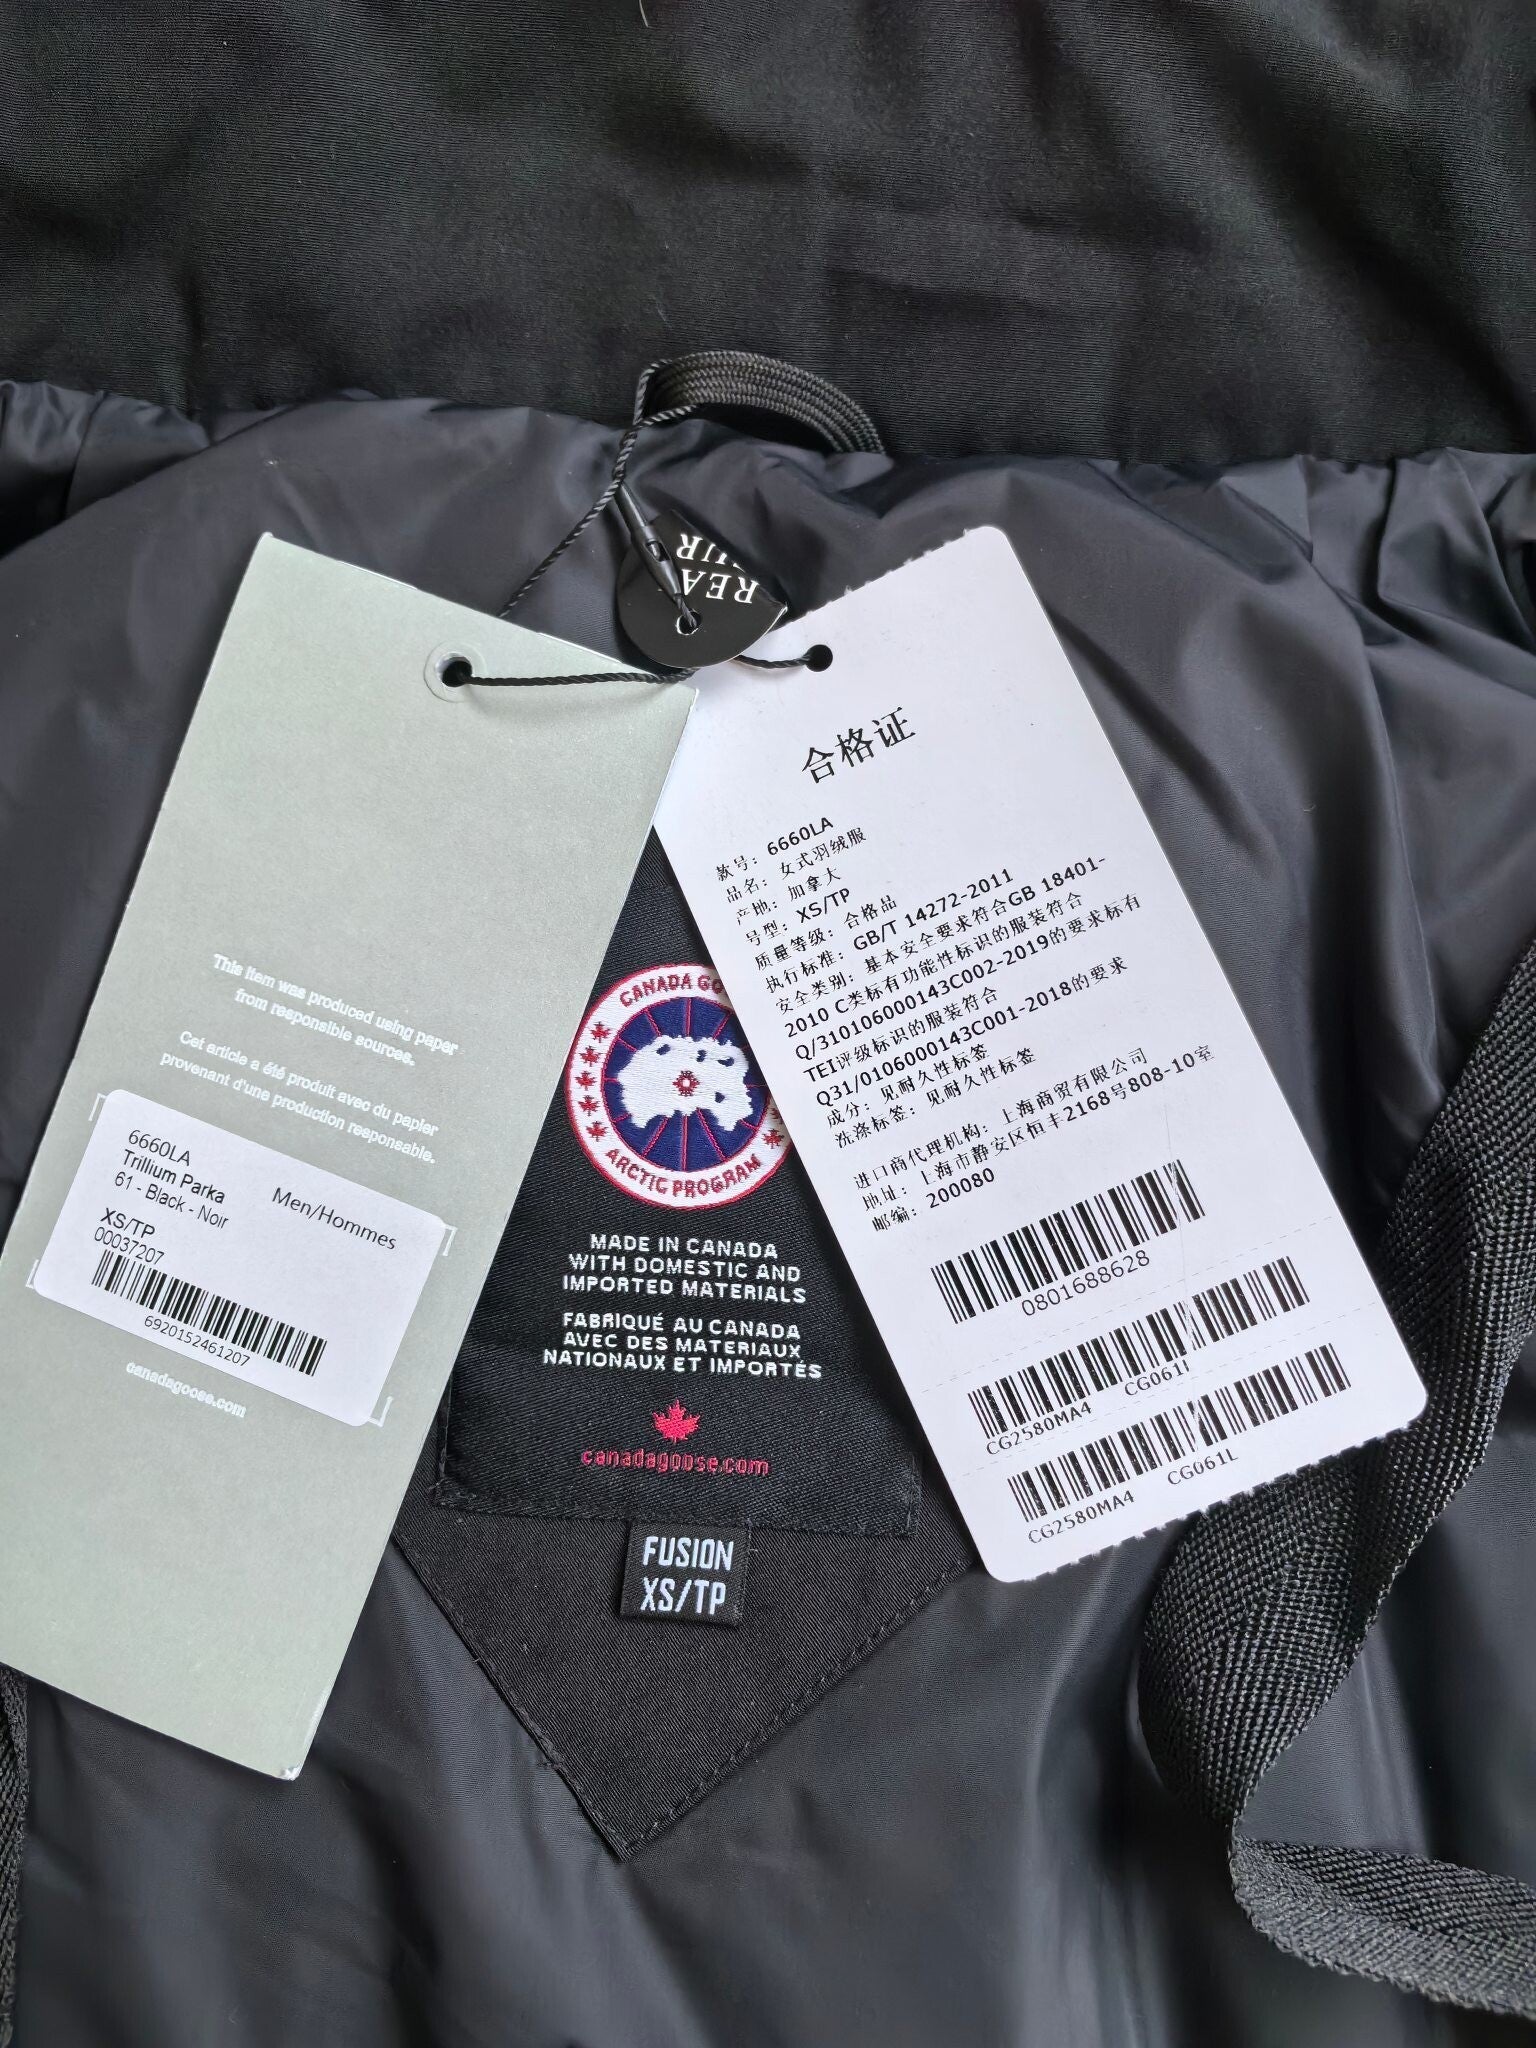 REA
FUR
This item was produced using paper
from responsible sources.
Cet article a été produit avec du papier
provenant d'une production responsable.
6660LA
Trillium Parka
Men/Hommes
61 - Black - Noir
XS/TP
00037207
6920152461207
canadagoose.com
CANADA GO
ARCTIC PROGRAM
MADE IN CANADA
WITH DOMESTIC AND
IMPORTED MATERIALS
FABRIQUÉ AU CANADA
AVEC DES MATERIAUX
NATIONAUX ET IMPORTÉS
canadagoose.com
FUSION
XS/TP
合格证
款号: 6660LA
品名: 女式羽绒服
产地: 加拿大
号型: XS/TP
质量等级: 合格品
执行标准: GB/T 14272-2011
安全类别: 基本安全要求符合GB 18401-
2010 C类标有功能性标识的服装符合
Q/310106000143C002-2019的要求标有
TEI评级标识的服装符合
Q31/0106000143C001-2018的要求
成分: 见耐久性标签
洗涤标签: 见耐久性标签
进口商代理机构: 上海商贸有限公司
地址: 上海市静安区恒丰2168号808-10室
邮编: 200080
0801688628
CG2580MA4 CG061L
CG2580MA4 CG061L